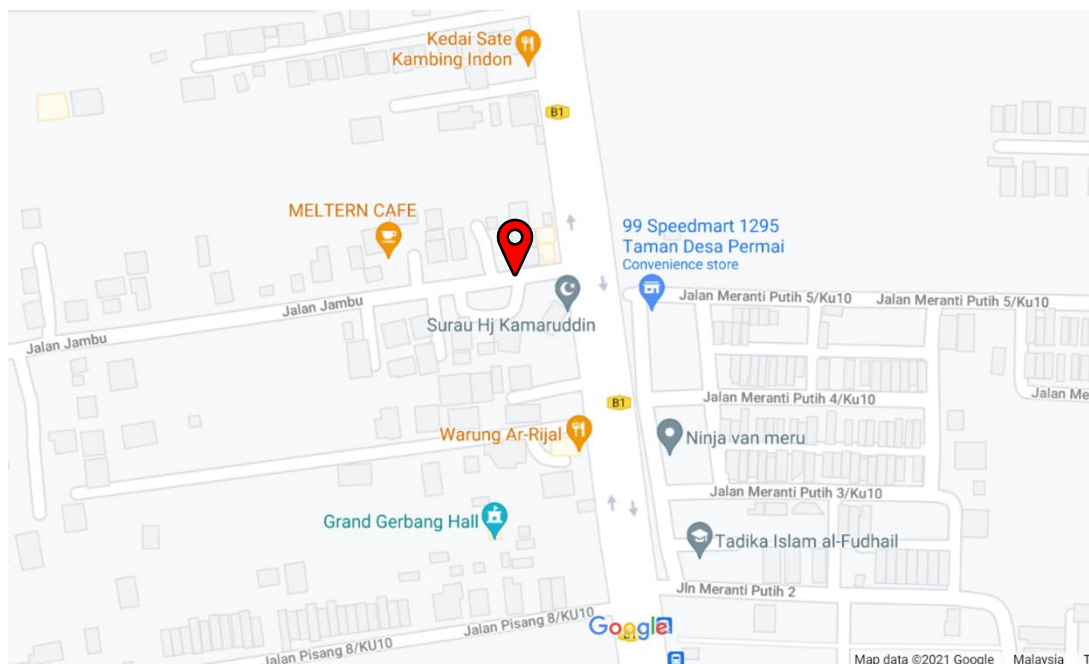 Kedai Sate
Kambing Indon
B1
MELTERN CAFE
99 Speedmart 1295
Taman Desa Permai
Convenience store
Jalan Meranti Putih 5/Ku10
Jalan Meranti Putih 5/Ku10
Jalan Jambu
Surau Hj Kamaruddin
Jalan Jambu
Jalan Meranti Putih 4/Ku10
Jalan Me
B1
Warung Ar-Rijal
Ninja van meru
Jalan Meranti Putih 3/Ku10
Grand Gerbang Hall
Tadika Islam al-Fudhail
Jln Meranti Putih 2
Jalan Pisang 8/KU10
Jalan Pisang 8/KU10
Google
Map data ©2021 Google Malaysia